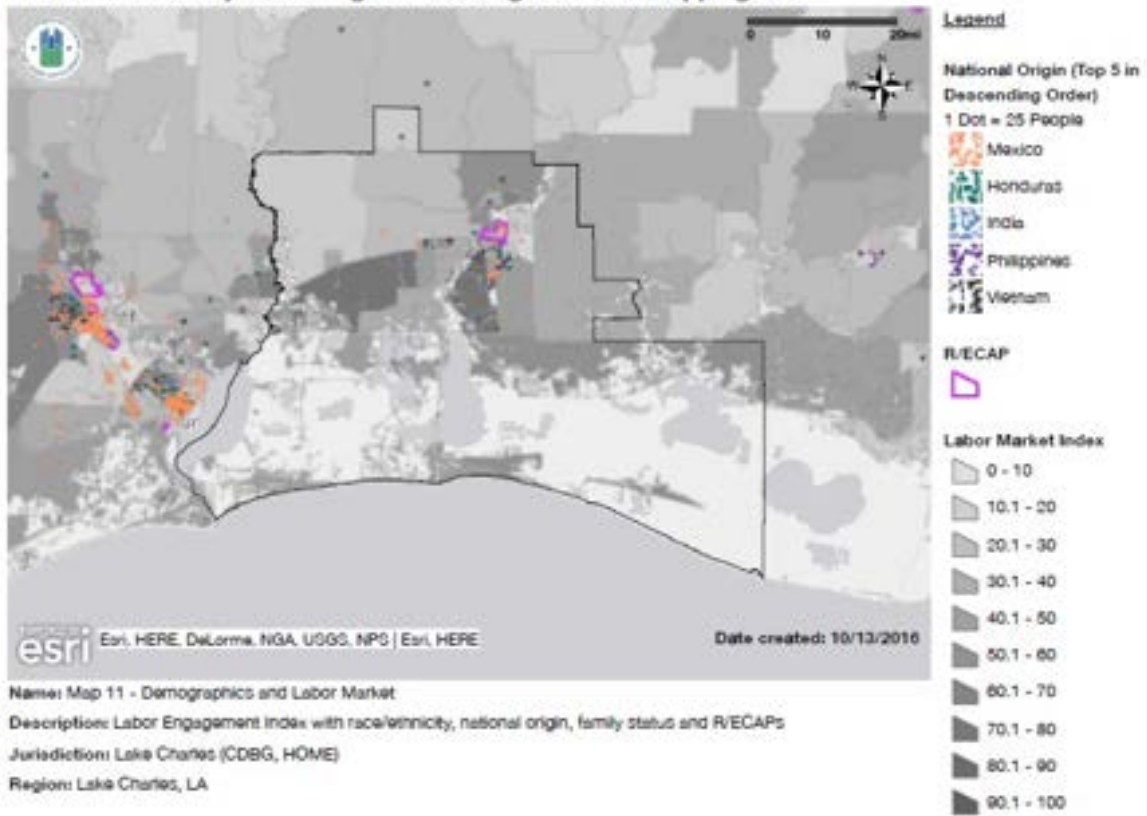 0 10 20mi
N
W E
S
esri
Esri, HERE, DeLorme, NGA, USGS, NPS | Esri, HERE
Date created: 10/13/2016
Name: Map 11 - Demographics and Labor Market
Description: Labor Engagement Index with race/ethnicity, national origin, family status and R/ECAPs
Jurisdiction: Lake Charles (CDBG, HOME)
Region: Lake Charles, LA
Legend
National Origin (Top 5 in
Descending Order)
1 Dot = 25 People
Mexico
Honduras
India
Philippines
Vietnam
R/ECAP
Labor Market Index
0 - 10
10.1 - 20
20.1 - 30
30.1 - 40
40.1 - 50
50.1 - 60
60.1 - 70
70.1 - 80
80.1 - 90
90.1 - 100